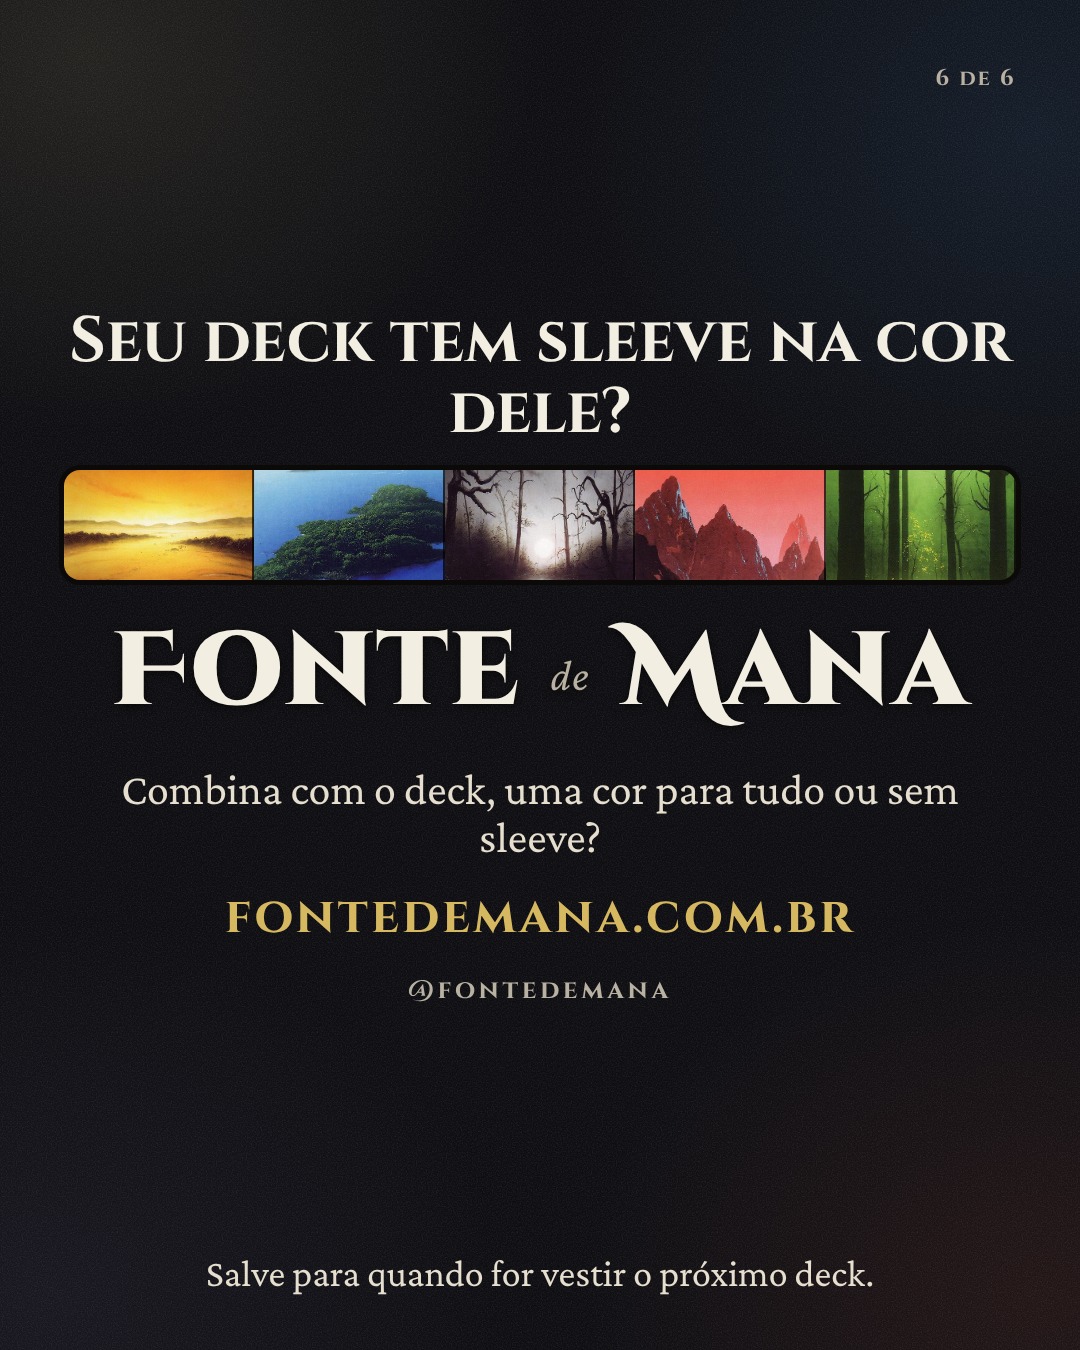 6 DE 6
SEU DECK TEM SLEEVE NA COR
DELE?
FONTE de MANA
Combina com o deck, uma cor para tudo ou sem
sleeve?
FONTEDEMANA.COM.BR
@FONTEDEMANA
Salve para quando for vestir o próximo deck.